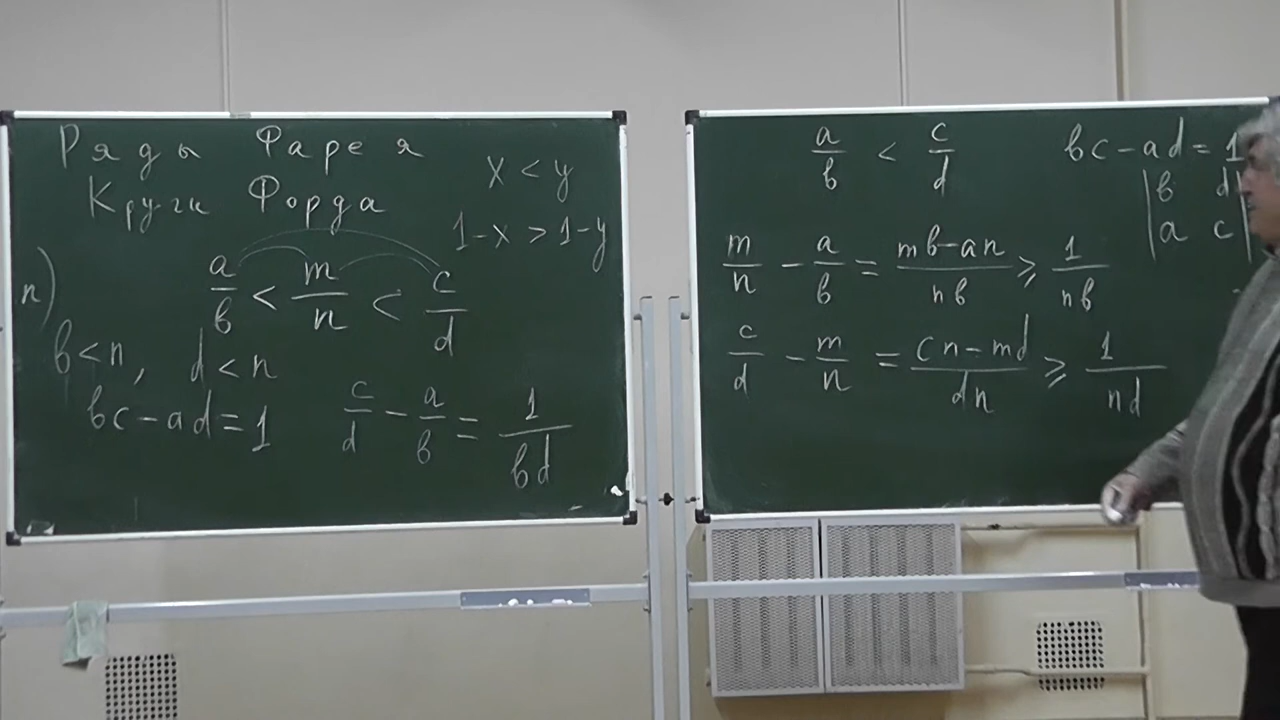 Ряды Фарея
Круги Форда
x < y
1-x > 1-y
n)
a/b < m/n < c/d
b < n, d < n
bc - ad = 1
c/d - a/b = 1/bd
a/b < c/d
bc - ad = 1
|b d|
|a c|
m/n - a/b = mb-an/nb ⩾ 1/nb
c/d - m/n = cn-md/dn ⩾ 1/nd